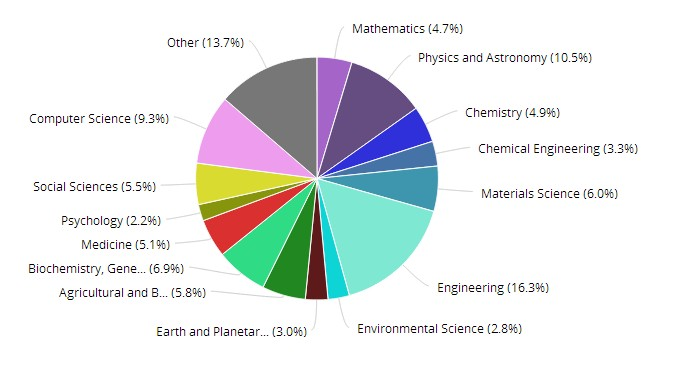 Mathematics (4.7%)
Other (13.7%)
Physics and Astronomy (10.5%)
Chemistry (4.9%)
Computer Science (9.3%)
Chemical Engineering (3.3%)
Social Sciences (5.5%)
Materials Science (6.0%)
Psychology (2.2%)
Medicine (5.1%)
Biochemistry, Gene... (6.9%)
Engineering (16.3%)
Agricultural and B... (5.8%)
Environmental Science (2.8%)
Earth and Planetar... (3.0%)